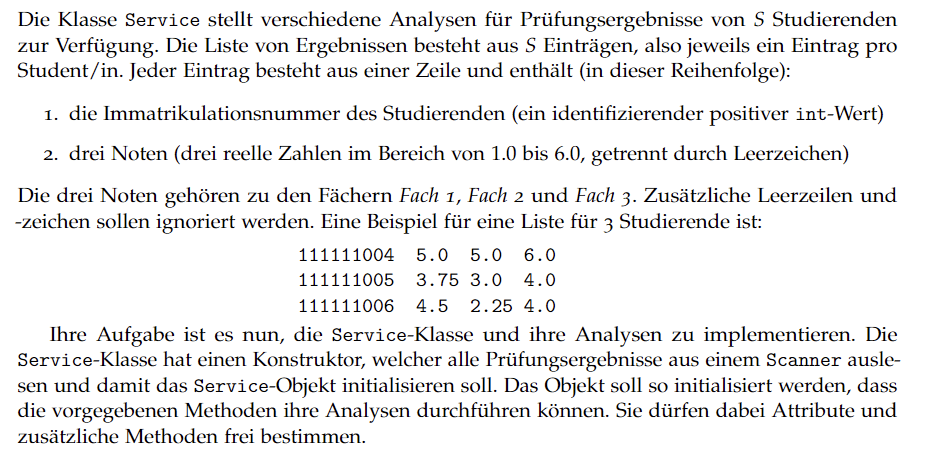 Die Klasse Service stellt verschiedene Analysen für Prüfungsergebnisse von S Studierenden
zur Verfügung. Die Liste von Ergebnissen besteht aus S Einträgen, also jeweils ein Eintrag pro
Student/in. Jeder Eintrag besteht aus einer Zeile und enthält (in dieser Reihenfolge):
1. die Immatrikulationsnummer des Studierenden (ein identifizierender positiver int-Wert)
2. drei Noten (drei reelle Zahlen im Bereich von 1.0 bis 6.0, getrennt durch Leerzeichen)
Die drei Noten gehören zu den Fächern Fach 1, Fach 2 und Fach 3. Zusätzliche Leerzeilen und
-zeichen sollen ignoriert werden. Eine Beispiel für eine Liste für 3 Studierende ist:
111111004 5.0 5.0 6.0
111111005 3.75 3.0 4.0
111111006 4.5 2.25 4.0
Ihre Aufgabe ist es nun, die Service-Klasse und ihre Analysen zu implementieren. Die
Service-Klasse hat einen Konstruktor, welcher alle Prüfungsergebnisse aus einem Scanner ausle-
sen und damit das Service-Objekt initialisieren soll. Das Objekt soll so initialisiert werden, dass
die vorgegebenen Methoden ihre Analysen durchführen können. Sie dürfen dabei Attribute und
zusätzliche Methoden frei bestimmen.